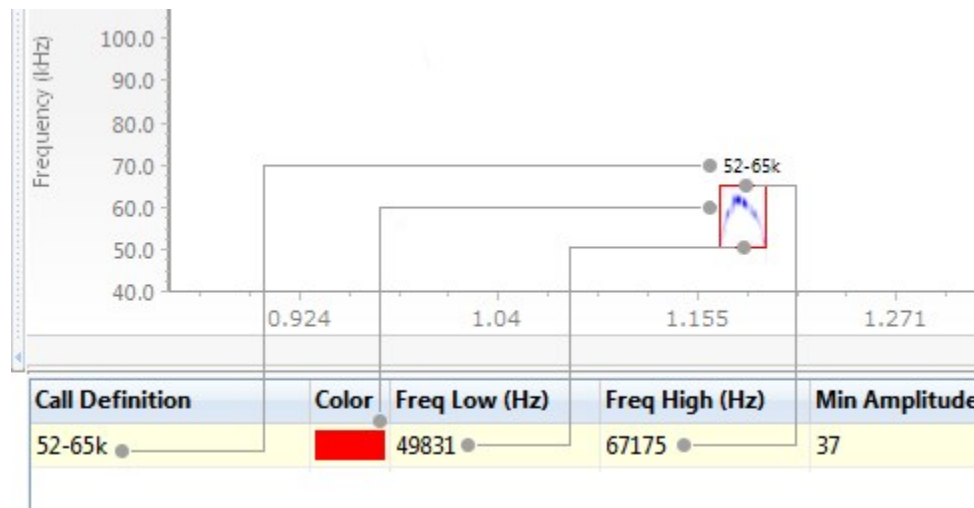 Frequency (kHz)
100.0
90.0
80.0
70.0
60.0
50.0
40.0
52-65k
0.924 1.04 1.155 1.271
Call Definition Color Freq Low (Hz) Freq High (Hz) Min Amplitude
52-65k 49831 67175 37